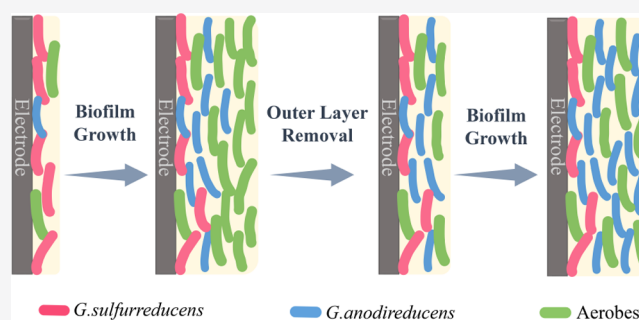 Electrode
Biofilm
Growth
Electrode
Outer Layer
Removal
Electrode
Biofilm
Growth
Electrode
G.sulfurreducens
G.anodireducens
Aerobes